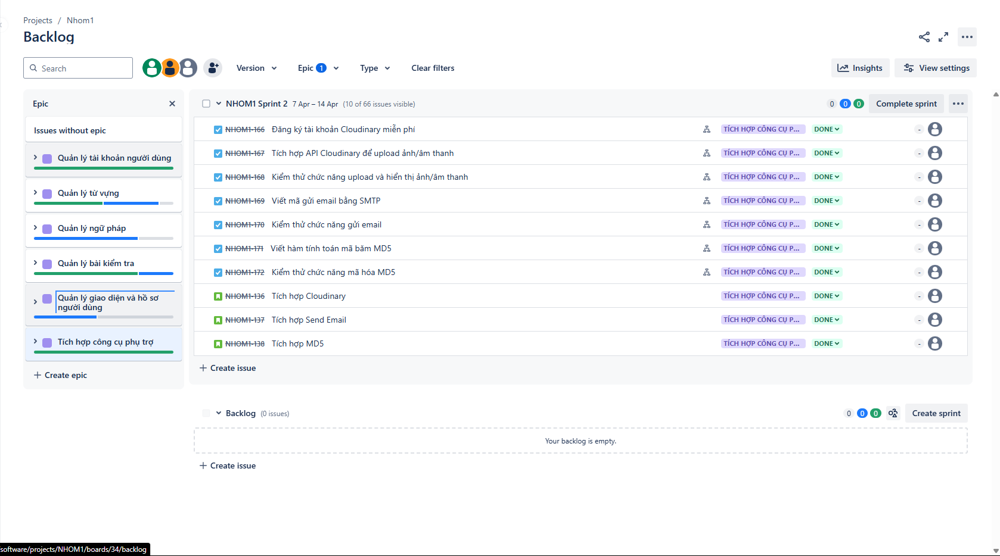 Projects / Nhom1
Backlog
Search
Version
Epic 1
Type
Clear filters
Insights
View settings
Epic
Issues without epic
Quản lý tài khoản người dùng
Quản lý từ vựng
Quản lý ngữ pháp
Quản lý bài kiểm tra
Quản lý giao diện và hồ sơ
người dùng
Tích hợp công cụ phụ trợ
Create epic
NHOM1 Sprint 2 7 Apr – 14 Apr (10 of 66 issues visible) 0 0 0 Complete sprint
NHOM1-166 Đăng ký tài khoản Cloudinary miễn phí TÍCH HỢP CÔNG CỤ P... DONE -
NHOM1-167 Tích hợp API Cloudinary để upload ảnh/âm thanh TÍCH HỢP CÔNG CỤ P... DONE -
NHOM1-168 Kiểm thử chức năng upload và hiển thị ảnh/âm thanh TÍCH HỢP CÔNG CỤ P... DONE -
NHOM1-169 Viết mã gửi email bằng SMTP TÍCH HỢP CÔNG CỤ P... DONE -
NHOM1-170 Kiểm thử chức năng gửi email TÍCH HỢP CÔNG CỤ P... DONE -
NHOM1-171 Viết hàm tính toán mã băm MD5 TÍCH HỢP CÔNG CỤ P... DONE -
NHOM1-172 Kiểm thử chức năng mã hóa MD5 TÍCH HỢP CÔNG CỤ P... DONE -
NHOM1-136 Tích hợp Cloudinary TÍCH HỢP CÔNG CỤ P... DONE -
NHOM1-137 Tích hợp Send Email TÍCH HỢP CÔNG CỤ P... DONE -
NHOM1-138 Tích hợp MD5 TÍCH HỢP CÔNG CỤ P... DONE -
Create issue
Backlog (0 issues) 0 0 0 Create sprint
Your backlog is empty.
Create issue
/software/projects/NHOM1/boards/34/backlog